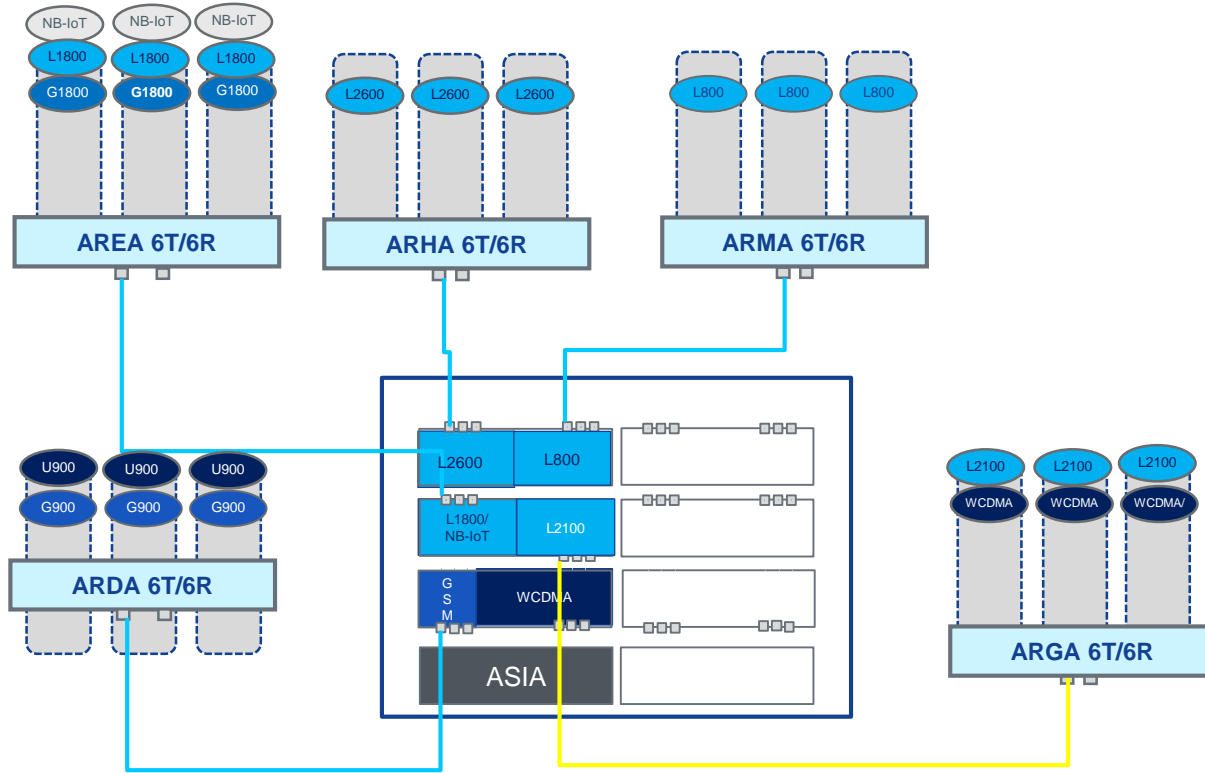 NB-IoT NB-IoT NB-IoT
L1800 L1800 L1800
G1800 G1800 G1800
AREA 6T/6R
L2600 L2600 L2600
ARHA 6T/6R
L800 L800 L800
ARMA 6T/6R
L2600 L800
L1800/
NB-IoT
L2100
G
S
M
WCDMA
ASIA
U900 U900 U900
G900 G900 G900
ARDA 6T/6R
L2100 L2100 L2100
WCDMA WCDMA WCDMA/
ARGA 6T/6R